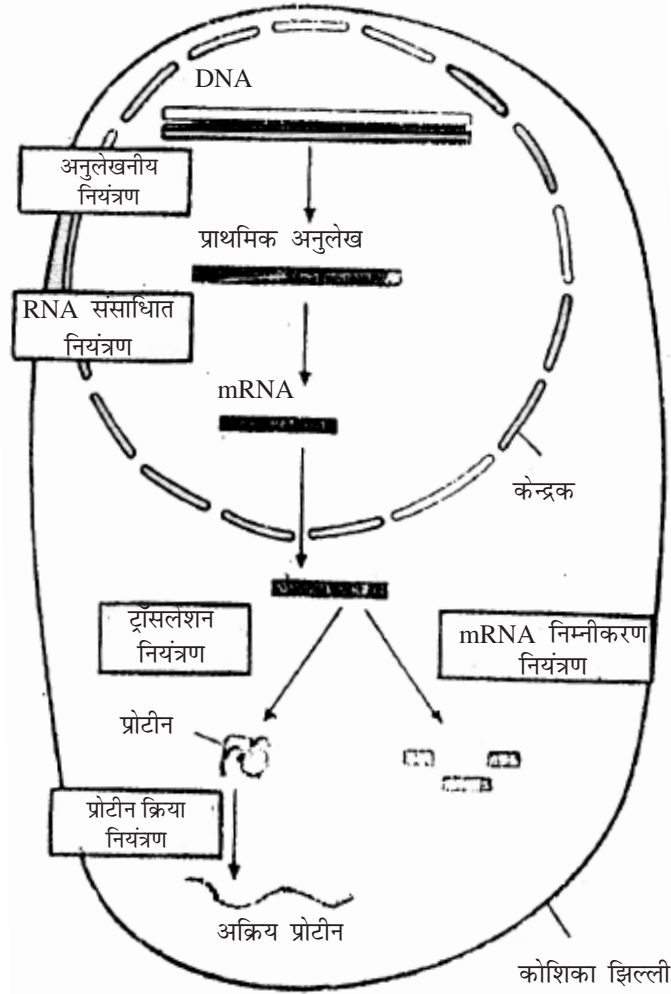 DNA
अनुलेखनीय
नियंत्रण
प्राथमिक अनुलेख
RNA संसाधिात
नियंत्रण
mRNA
केन्द्रक
ट्रॉसलेशन
नियंत्रण
mRNA निम्नीकरण
नियंत्रण
प्रोटीन
प्रोटीन क्रिया
नियंत्रण
अक्रिय प्रोटीन
कोशिका झिल्ली